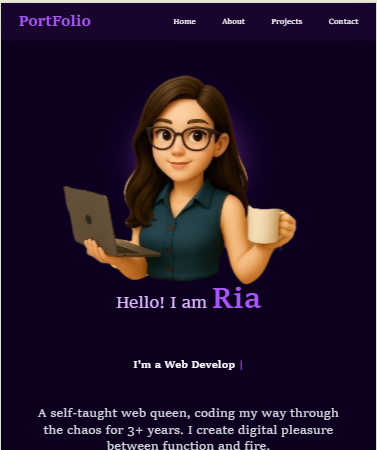 PortFolio Home About Projects Contact
Hello! I am Ria
I'm a Web Develop |
A self-taught web queen, coding my way through
the chaos for 3+ years. I create digital pleasure
between function and fire.